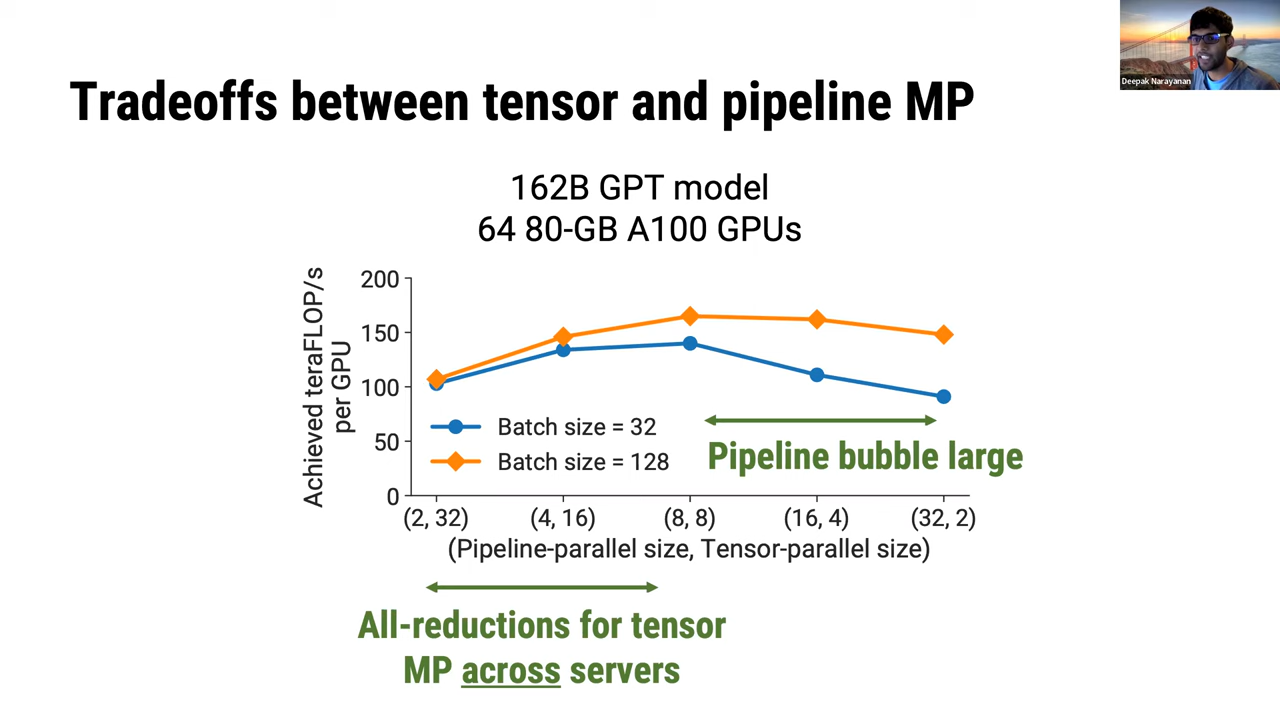 Deepak Narayanan
Tradeoffs between tensor and pipeline MP
162B GPT model
64 80-GB A100 GPUs
Achieved teraFLOP/s
per GPU
200
150
100
50
0
Batch size = 32
Batch size = 128
Pipeline bubble large
(2, 32) (4, 16) (8, 8) (16, 4) (32, 2)
(Pipeline-parallel size, Tensor-parallel size)
All-reductions for tensor
MP across servers